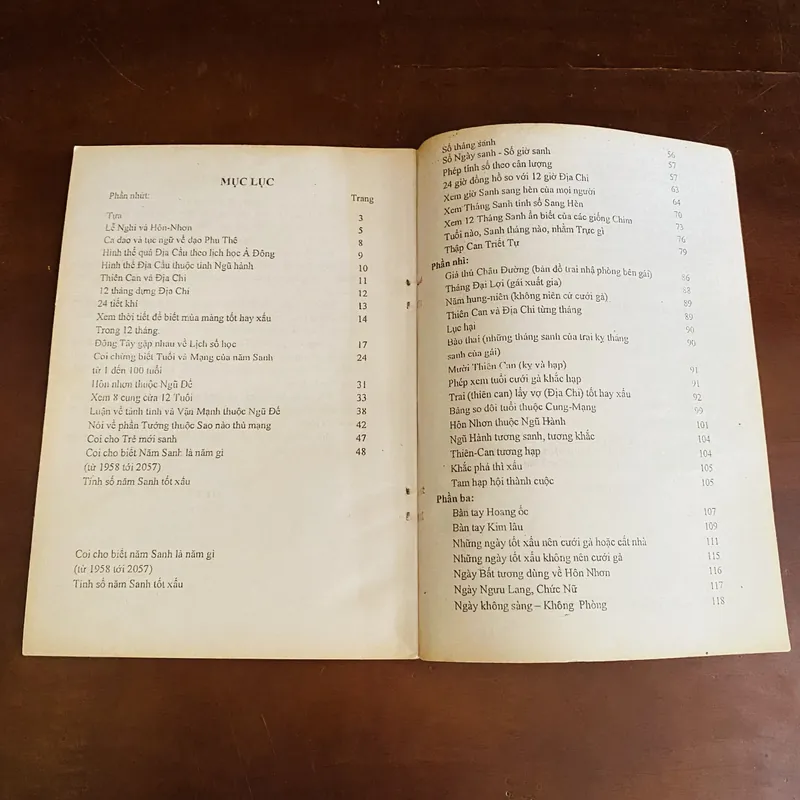 MỤC LỤC
Phần nhứt: Trang
Tựa 3
Lễ Nghi và Hôn-Nhơn 5
Ca dao và tục ngữ về đạo Phu Thê 8
Hình thể quả Địa Cầu theo lịch học Á Đông 9
Hình thể Địa Cầu thuộc tính Ngũ hành 10
Thiên Can và Địa Chi 11
12 tháng dựng Địa Chi 12
24 tiết khí 13
Xem thời tiết để biết mùa màng tốt hay xấu 14
Trong 12 tháng.
Đông Tây gặp nhau về Lịch số học 17
Coi chừng biết Tuổi và Mạng của năm Sanh 24
từ 1 đến 100 tuổi
Hôn nhơn thuộc Ngũ Đế 31
Xem 8 cung cửa 12 Tuổi 33
Luận về tánh tình và Vận Mạnh thuộc Ngũ Đế 38
Nói về phần Tướng thuộc Sao nào thủ mạng 42
Coi cho Trẻ mới sanh 47
Coi cho biết Năm Sanh là năm gì 48
(từ 1958 tới 2057)
Tính số năm Sanh tốt xấu
Coi cho biết năm Sanh là năm gì
(từ 1958 tới 2057)
Tính số năm Sanh tốt xấu
Số tháng sanh
Số Ngày sanh - Số giờ sanh 56
Phép tính số theo cân lượng 57
24 giờ đồng hồ so với 12 giờ Địa Chi 57
Xem giờ Sanh sang hèn của mọi người 63
Xem Tháng Sanh tính số Sang Hèn 64
Xem 12 Tháng Sanh ẩn biết của các giống Chim 70
Tuổi nào, Sanh tháng nào, nhằm Trực gì 73
Thập Can Triết Tự 76
79
Phần nhì:
Giá thú Châu Đường (bản đồ trai nhà phòng bên gái) 86
Tháng Đại Lợi (gái xuất gia) 88
Năm hung-niên (không niên cử cưới gả) 89
Thiên Can và Địa Chi từng tháng 89
Lục hại 90
Bào thai (những tháng sanh của trai kỵ tháng 90
sanh của gái)
Mười Thiên Can (kỵ và hạp) 91
Phép xem tuổi cưới gả khắc hạp 91
Trai (thiên can) lấy vợ (Địa Chi) tốt hay xấu 92
Bảng so đôi tuổi thuộc Cung-Mạng 99
Hôn Nhơn thuộc Ngũ Hành 101
Ngũ Hành tương sanh, tương khắc 104
Thiên-Can tương hạp 104
Khắc phá thì xấu 105
Tam hạp hội thành cuộc 105
Phần ba:
Bàn tay Hoang ốc 107
Bàn tay Kim lâu 109
Những ngày tốt xấu nên cưới gả hoặc cất nhà 111
Những ngày tốt xấu không nên cưới gả 115
Ngày Bất tương dùng về Hôn Nhơn 116
Ngày Ngưu Lang, Chức Nữ 117
Ngày không sàng – Không Phòng 118